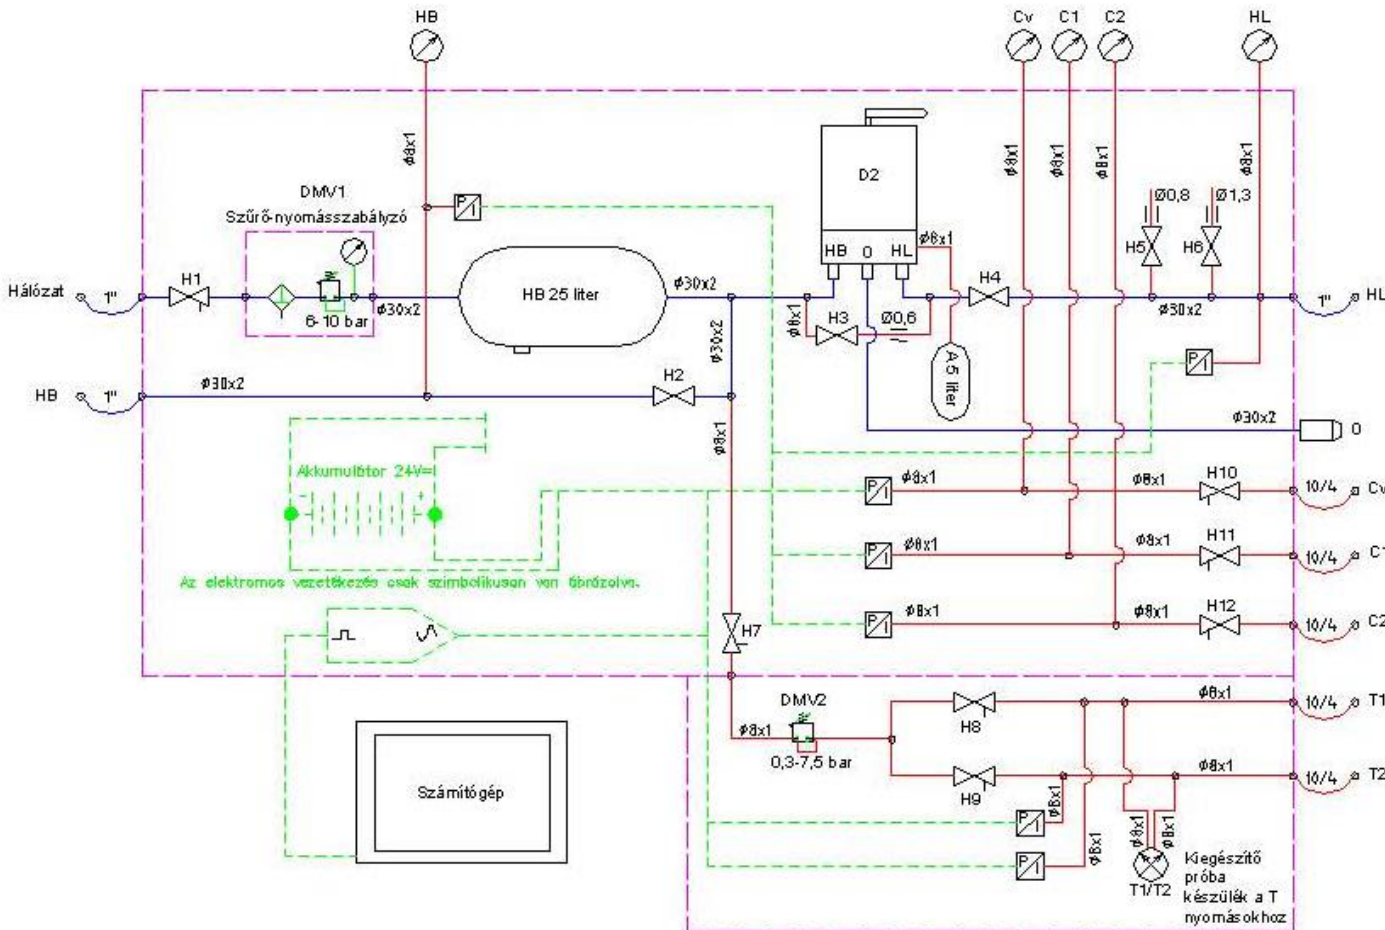 HB
Cv
C1
C2
HL
ø8x1
ø8x1
ø8x1
ø8x1
ø8x1
DMV1
Szűrő-nyomásszabályzó
P/I
D2
HB
0
HL
ø8x1
Ø0,8
Ø1,3
H5
H6
Hálózat
1"
H1
6-10 bar
ø30x2
HB 25 liter
ø30x2
ø30x2
ø8x1
H3
Ø0,6
H4
ø30x2
1"
HL
A 5 liter
P/I
HB
1"
ø30x2
H2
ø8x1
ø30x2
0
Akkumulátor 24V=
- +
P/I
ø8x1
ø8x1
H10
10/4
Cv
P/I
ø8x1
ø8x1
H11
10/4
C1
Az elektromos vezetékezés csak szimbolikusan van ábrázolva.
P/I
ø8x1
ø8x1
H12
10/4
C2
H7
DMV2
ø8x1
0,3-7,5 bar
H8
ø8x1
10/4
T1
H9
ø8x1
10/4
T2
Számítógép
P/I
ø8x1
P/I
ø8x1
ø8x1
ø8x1
T1/T2
Kiegészítő
próba
készülék a T
nyomásokhoz